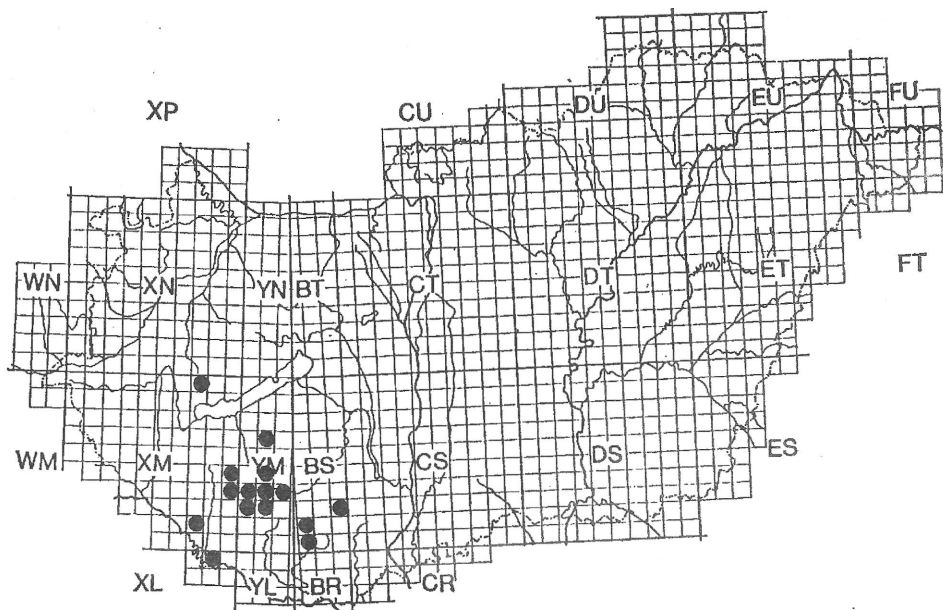 XP CU DU EU FU
WN XN YN BT CT DT ET FT
WM XM YM BS CS DS ES
XL YL BR CR